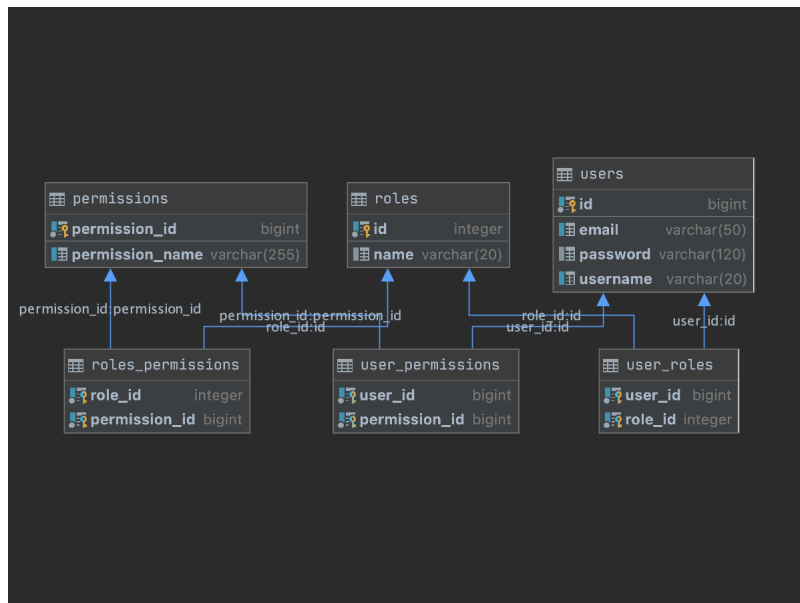 permissions
permission_id bigint
permission_name varchar(255)
roles
id integer
name varchar(20)
users
id bigint
email varchar(50)
password varchar(120)
username varchar(20)
permission_id:permission_id
permission_id:permission_id
role_id:id
role_id:id
user_id:id
user_id:id
roles_permissions
role_id integer
permission_id bigint
user_permissions
user_id bigint
permission_id bigint
user_roles
user_id bigint
role_id integer